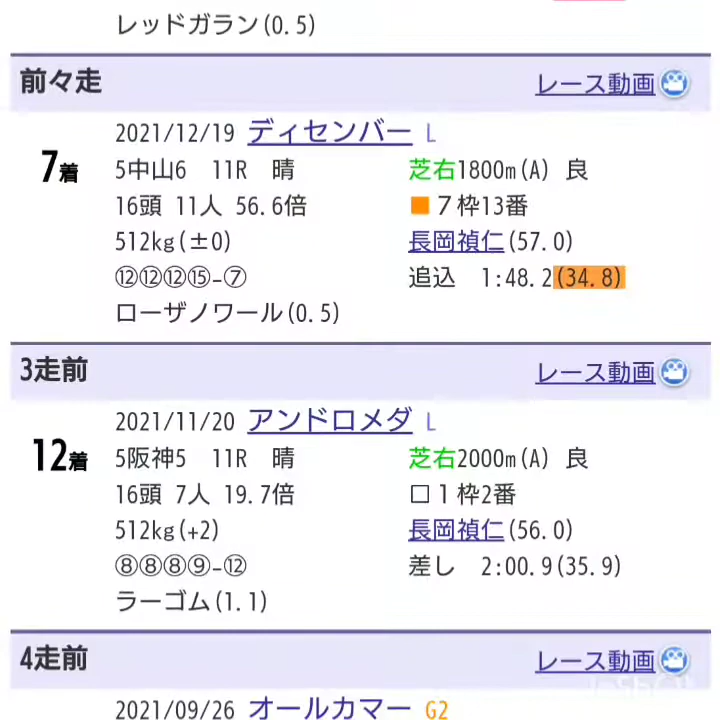 レッドガラン(0.5)
前々走 レース動画
2021/12/19 ディセンバー L
7着 5中山6 11R 晴 芝右1800m(A) 良
16頭 11人 56.6倍 7枠13番
512kg(±0) 長岡禎仁(57.0)
⑫⑫⑫⑮-⑦ 追込 1:48.2(34.8)
ローザノワール(0.5)
3走前 レース動画
2021/11/20 アンドロメダ L
12着 5阪神5 11R 晴 芝右2000m(A) 良
16頭 7人 19.7倍 1枠2番
512kg(+2) 長岡禎仁(56.0)
⑧⑧⑧⑨-⑫ 差し 2:00.9(35.9)
ラーゴム(1.1)
4走前 レース動画
2021/09/26 オールカマー G2